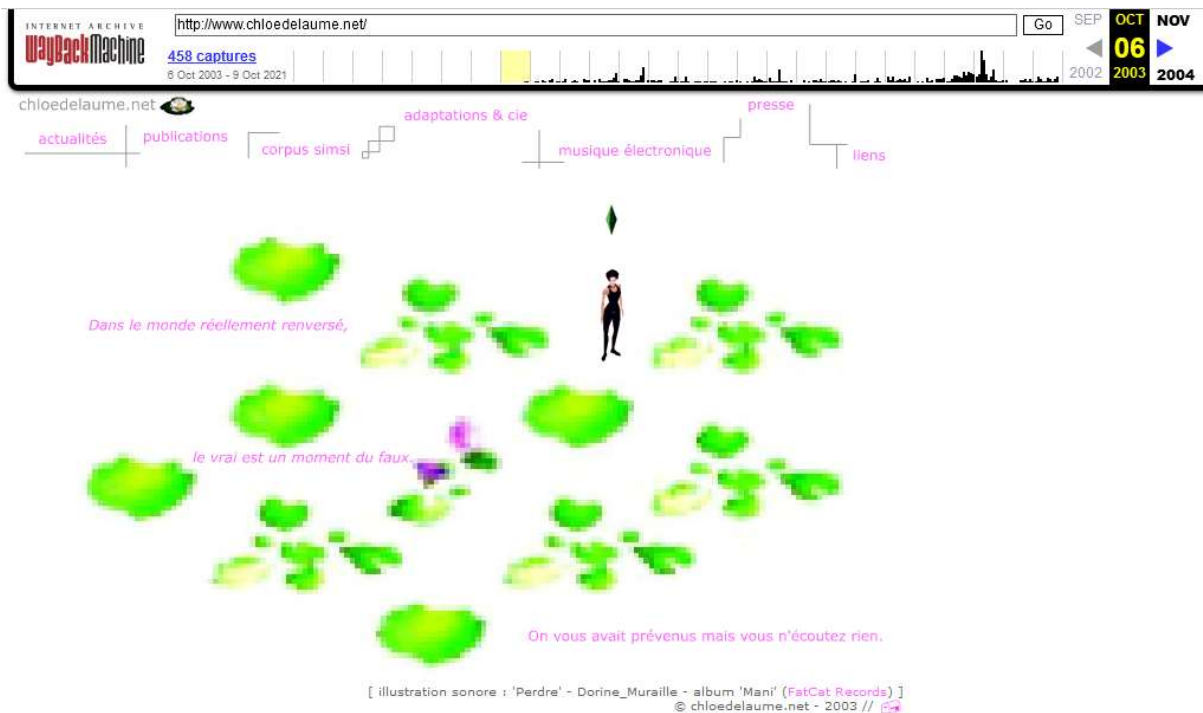 INTERNET ARCHIVE
WayBackMachine
http://www.chloedelaume.net/
Go
458 captures
6 Oct 2003 - 9 Oct 2021
SEP OCT NOV
06
2002 2003 2004
chloedelaume.net
actualités
publications
corpus simsi
adaptations & cie
musique électronique
presse
liens
Dans le monde réellement renversé,
le vrai est un moment du faux.
On vous avait prévenus mais vous n'écoutez rien.
[ illustration sonore : 'Perdre' - Dorine_Muraille - album 'Mani' (FatCat Records) ]
© chloedelaume.net - 2003 //